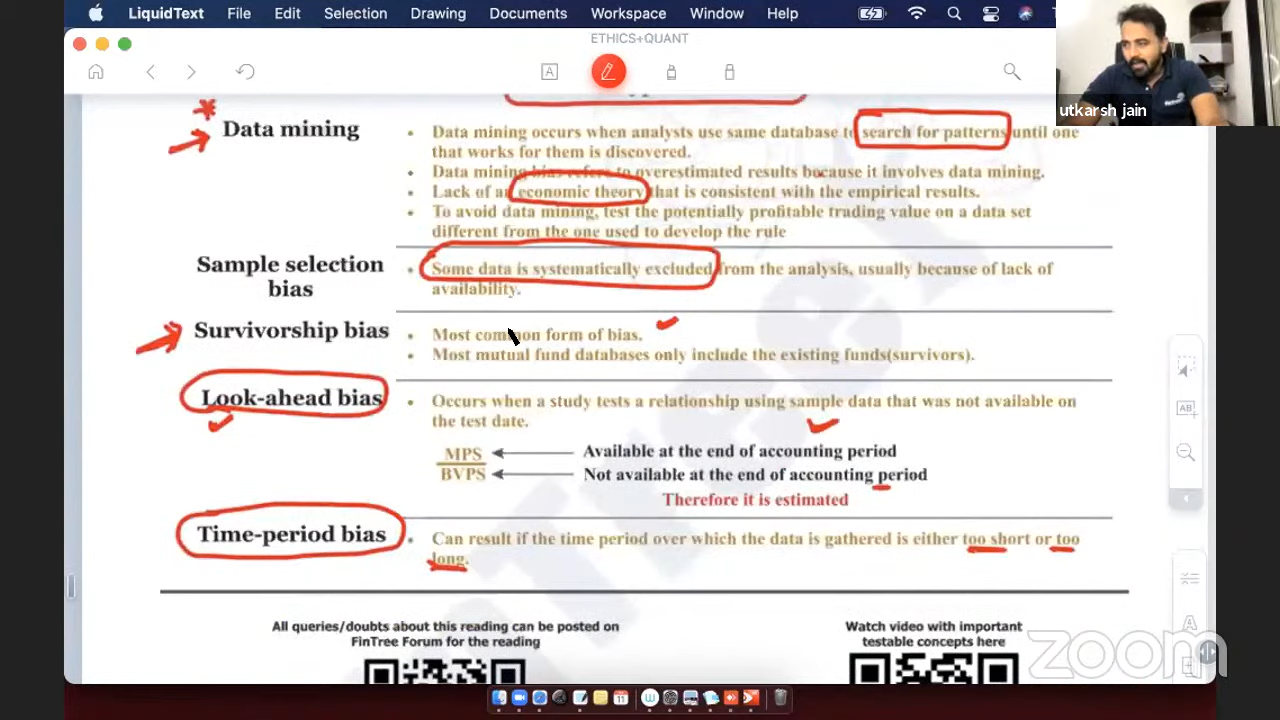 LiquidText File Edit Selection Drawing Documents Workspace Window Help
ETHICS+QUANT
utkarsh jain
Data mining
• Data mining occurs when analysts use same database to search for patterns until one
that works for them is discovered.
• Data mining bias refers to overestimated results because it involves data mining.
• Lack of an economic theory that is consistent with the empirical results.
• To avoid data mining, test the potentially profitable trading value on a data set
different from the one used to develop the rule
Sample selection
bias
• Some data is systematically excluded from the analysis, usually because of lack of
availability.
Survivorship bias
• Most common form of bias.
• Most mutual fund databases only include the existing funds(survivors).
Look-ahead bias
• Occurs when a study tests a relationship using sample data that was not available on
the test date.
MPS Available at the end of accounting period
BVPS Not available at the end of accounting period
Therefore it is estimated
Time-period bias
• Can result if the time period over which the data is gathered is either too short or too
long.
All queries/doubts about this reading can be posted on
FinTree Forum for the reading
Watch video with important
testable concepts here
zoom